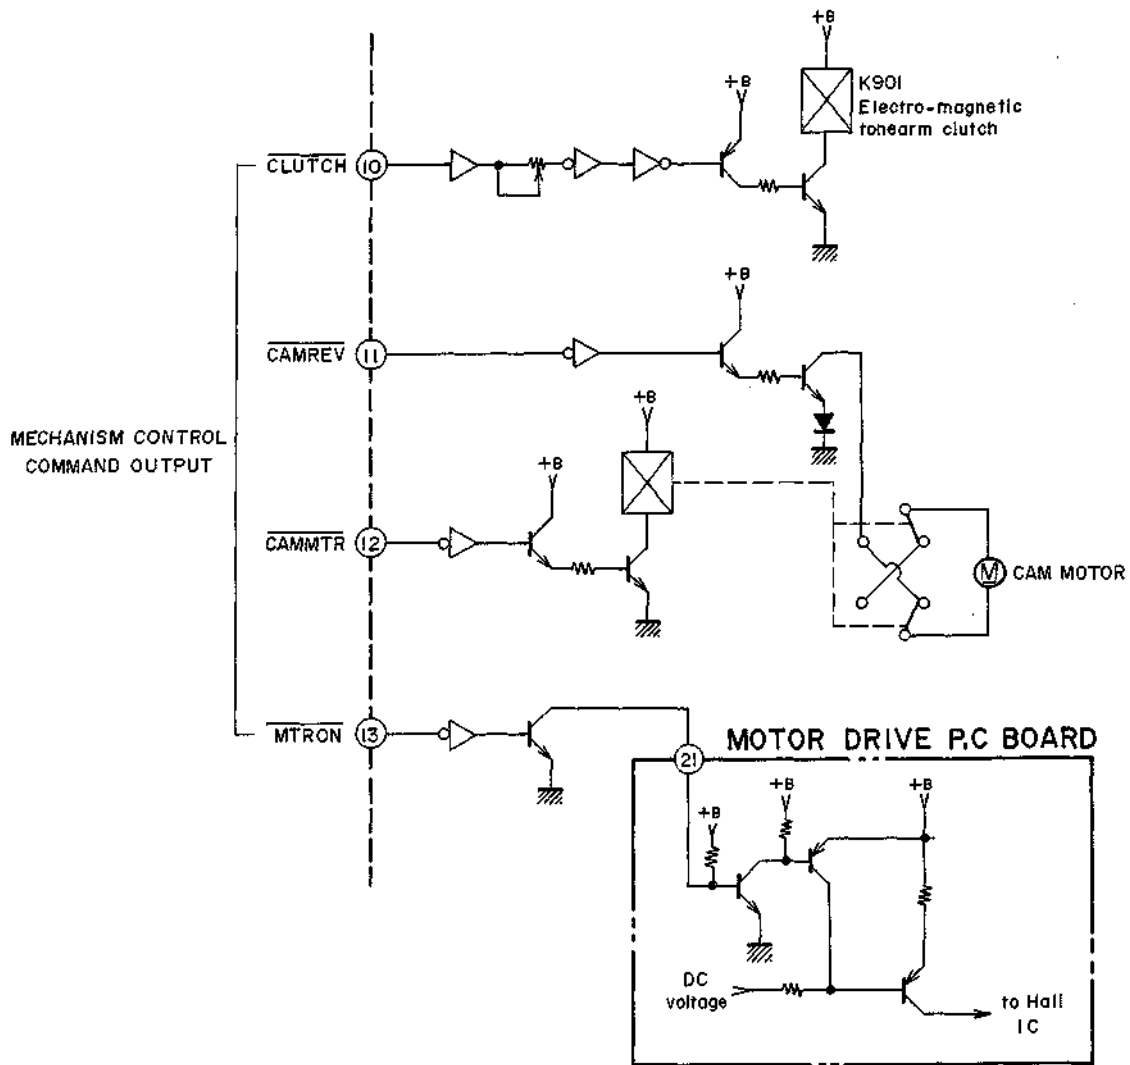 +B
K901
Electro-magnetic
tonearm clutch
+B
CLUTCH 10
+B
CAMREV 11
+B
MECHANISM CONTROL
COMMAND OUTPUT
+B
CAMMTR 12
M CAM MOTOR
MTRON 13
MOTOR DRIVE P.C BOARD
21
+B
+B
+B
DC
voltage
to Hall
IC